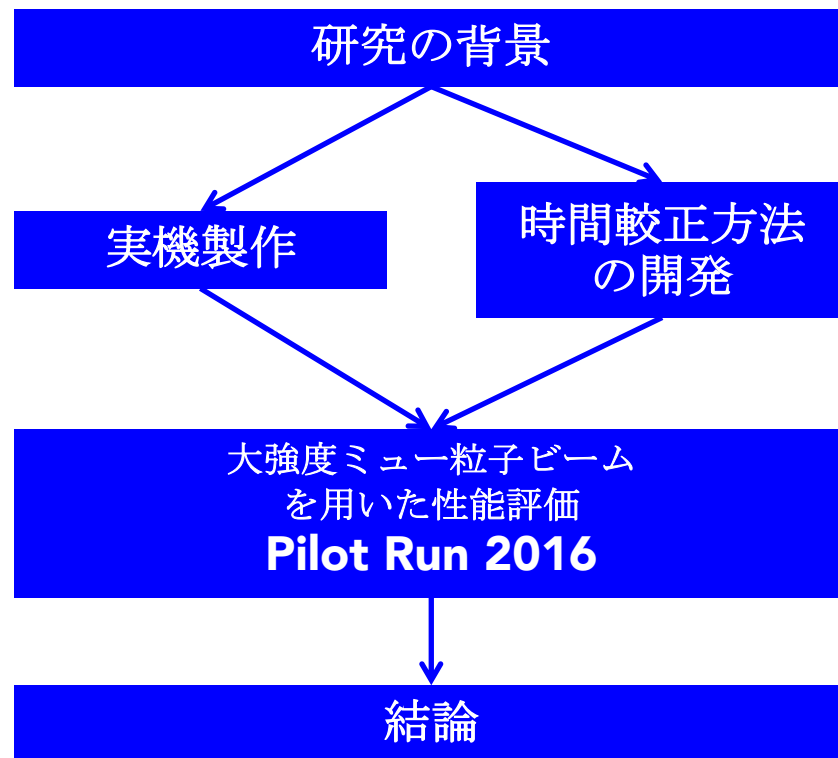 研究の背景
実機製作
時間較正方法
の開発
大強度ミュー粒子ビーム
を用いた性能評価
Pilot Run 2016
結論